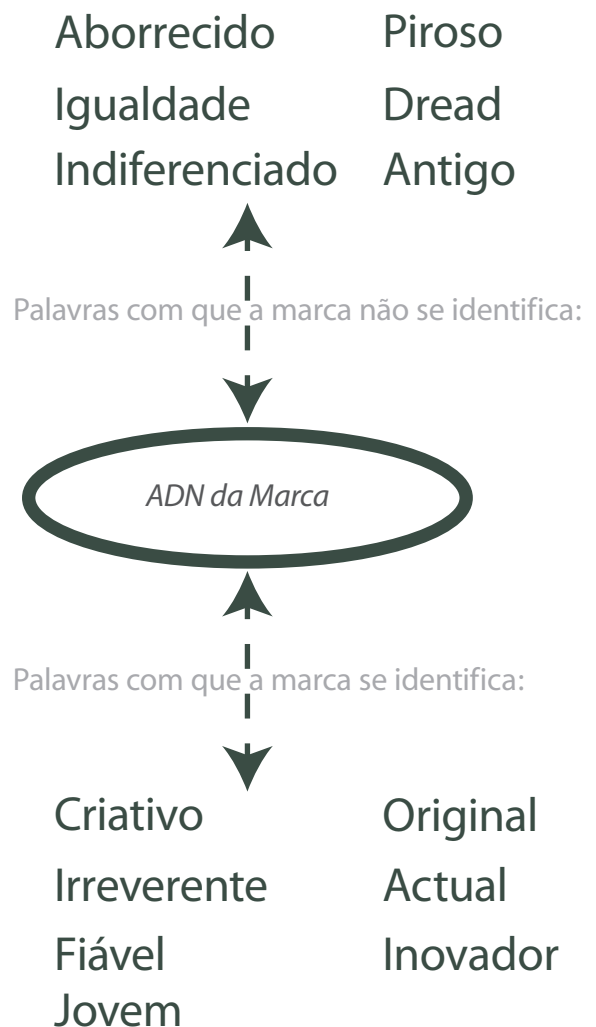 Aborrecido Piroso
Igualdade Dread
Indiferenciado Antigo
Palavras com que a marca não se identifica:
ADN da Marca
Palavras com que a marca se identifica:
Criativo Original
Irreverente Actual
Fiável Inovador
Jovem